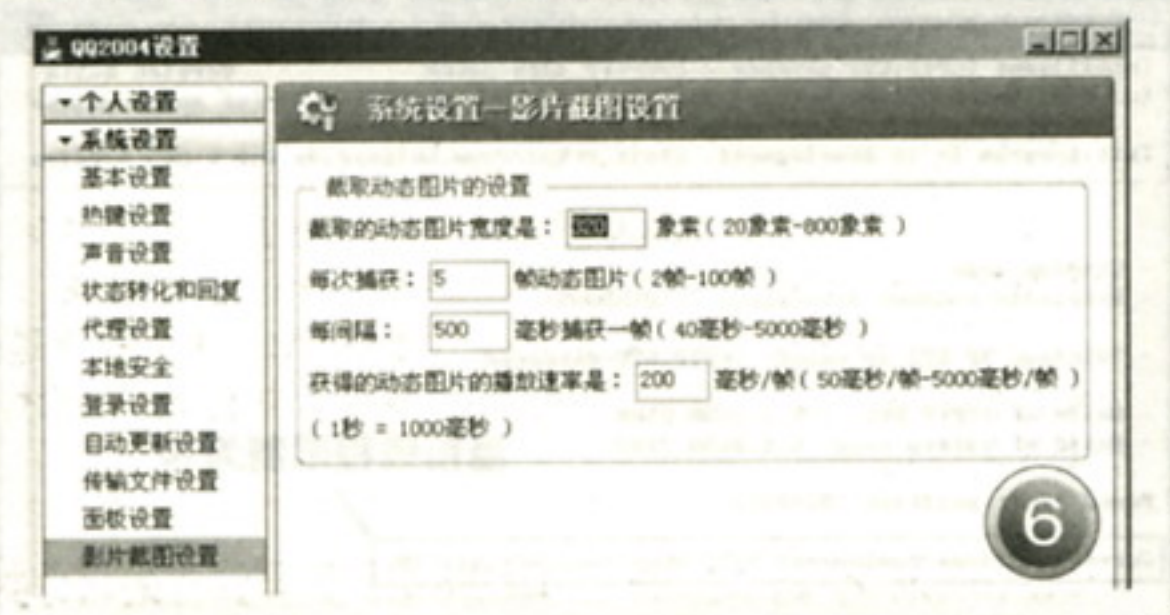 QQ2004设置
个人设置
系统设置
基本设置
热键设置
声音设置
状态转化和回复
代理设置
本地安全
登录设置
自动更新设置
传输文件设置
面板设置
影片截图设置
系统设置—影片截图设置
截取动态图片的设置
截取的动态图片宽度是: 320 象素( 20象素-800象素 )
每次捕获: 5 帧动态图片( 2帧-100帧 )
每间隔: 500 毫秒捕获一帧( 40毫秒-5000毫秒 )
获得的动态图片的播放速率是: 200 毫秒/帧( 50毫秒/帧-5000毫秒/帧 )
( 1秒 = 1000毫秒 )
6